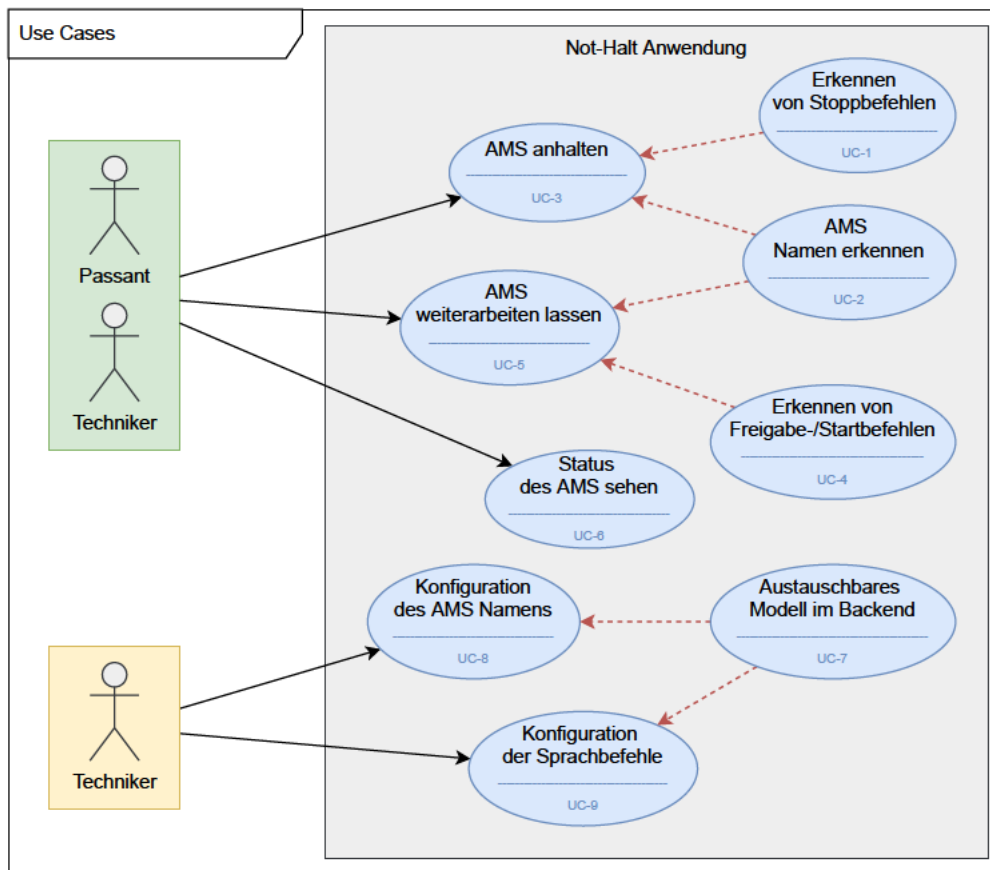 Use Cases
Not-Halt Anwendung
Erkennen
von Stoppbefehlen
UC-1
AMS anhalten
UC-3
AMS
Namen erkennen
UC-2
Passant
AMS
weiterarbeiten lassen
UC-5
Techniker
Erkennen von
Freigabe-/Startbefehlen
UC-4
Status
des AMS sehen
UC-6
Konfiguration
des AMS Namens
UC-8
Austauschbares
Modell im Backend
UC-7
Techniker
Konfiguration
der Sprachbefehle
UC-9